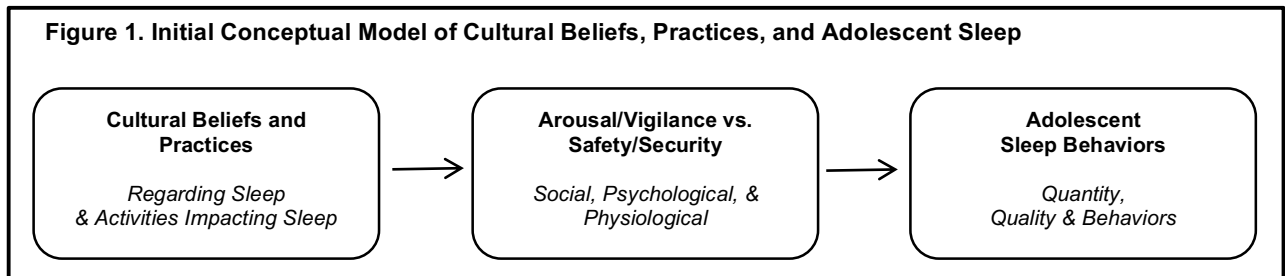 Figure 1. Initial Conceptual Model of Cultural Beliefs, Practices, and Adolescent Sleep
Cultural Beliefs and
Practices
Regarding Sleep
& Activities Impacting Sleep
Arousal/Vigilance vs.
Safety/Security
Social, Psychological, &
Physiological
Adolescent
Sleep Behaviors
Quantity,
Quality & Behaviors